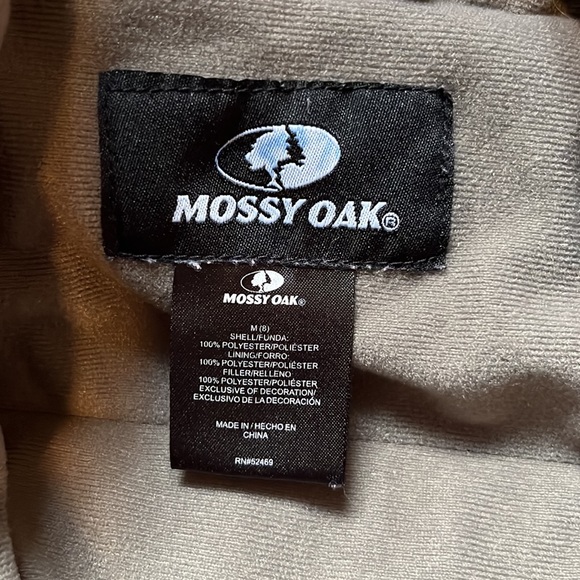 MOSSY OAK®
MOSSY OAK®
M (8)
SHELL/FUNDA:
100% POLYESTER/POLIÉSTER
LINING/FORRO:
100% POLYESTER/POLIÉSTER
FILLER/RELLENO
100% POLYESTER/POLIÉSTER
EXCLUSIVE OF DECORATION/
EXCLUSIVO DE LA DECORACIÓN
MADE IN / HECHO EN
CHINA
RN#52469